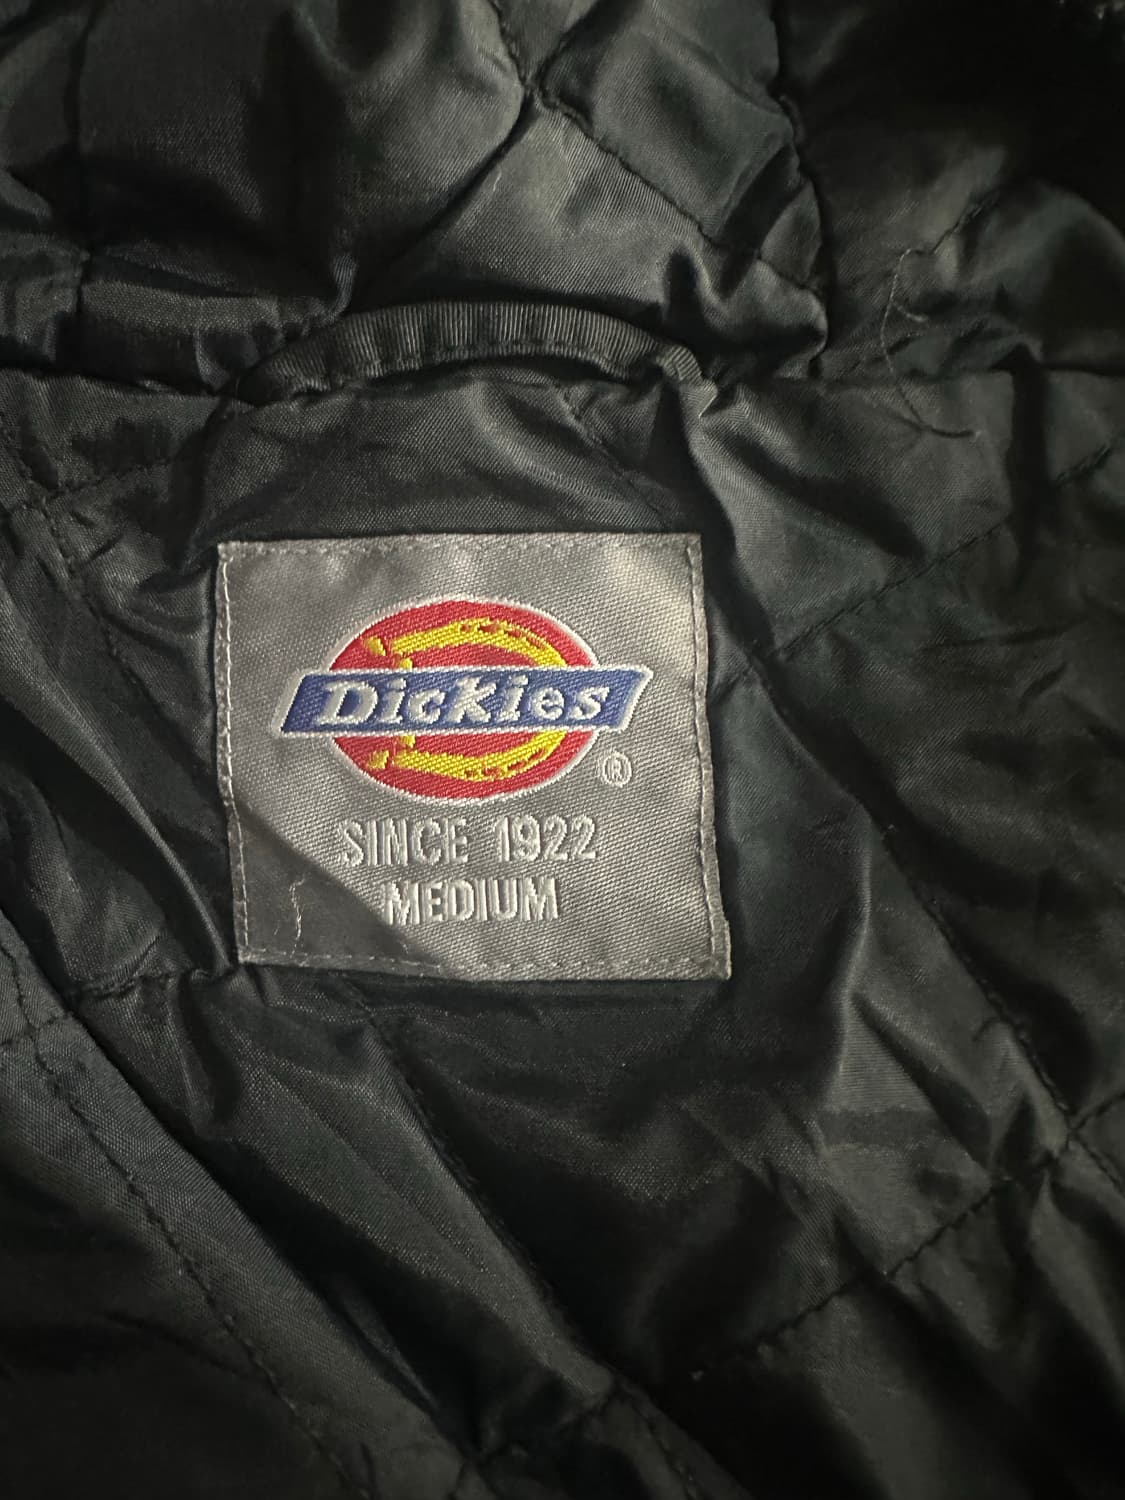 Dickies
®
SINCE 1922
MEDIUM